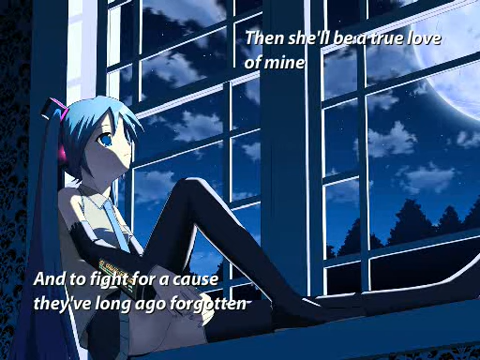 Then she'll be a true love
of mine
And to fight for a cause
they've long ago forgotten